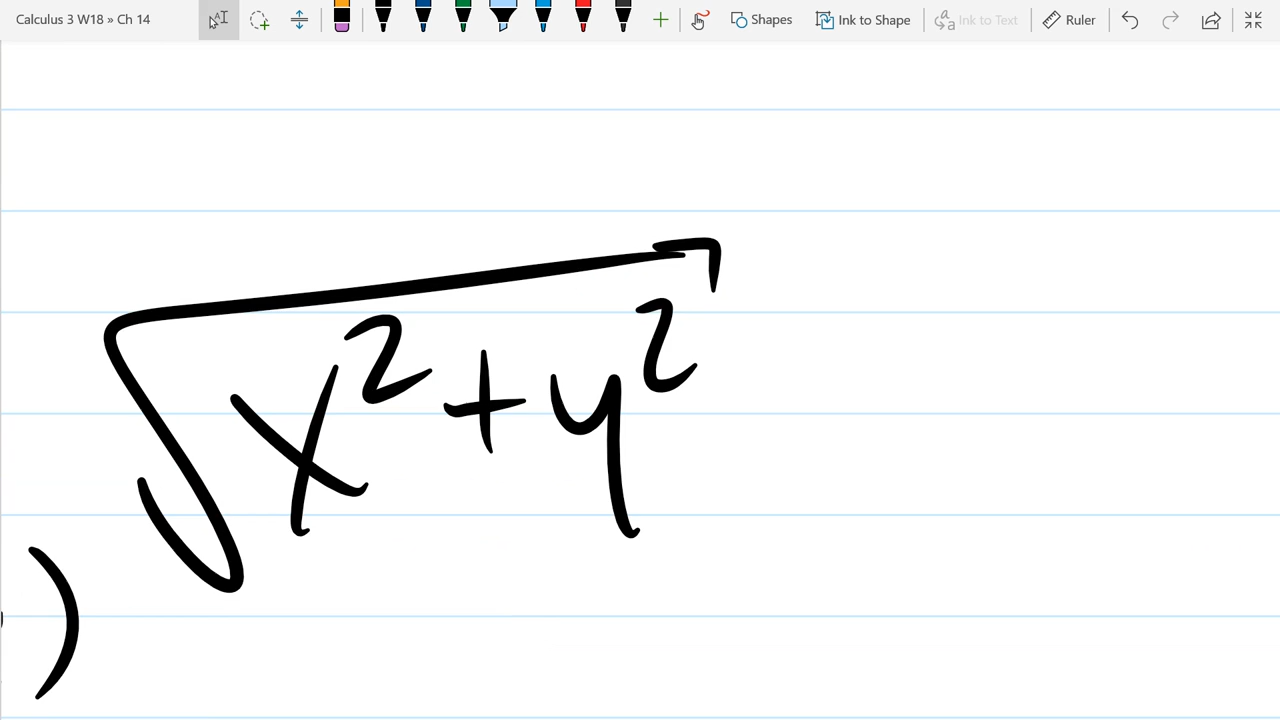 Calculus 3 W18 » Ch 14
Shapes
Ink to Shape
Ink to Text
Ruler
√(x²+y²)
)